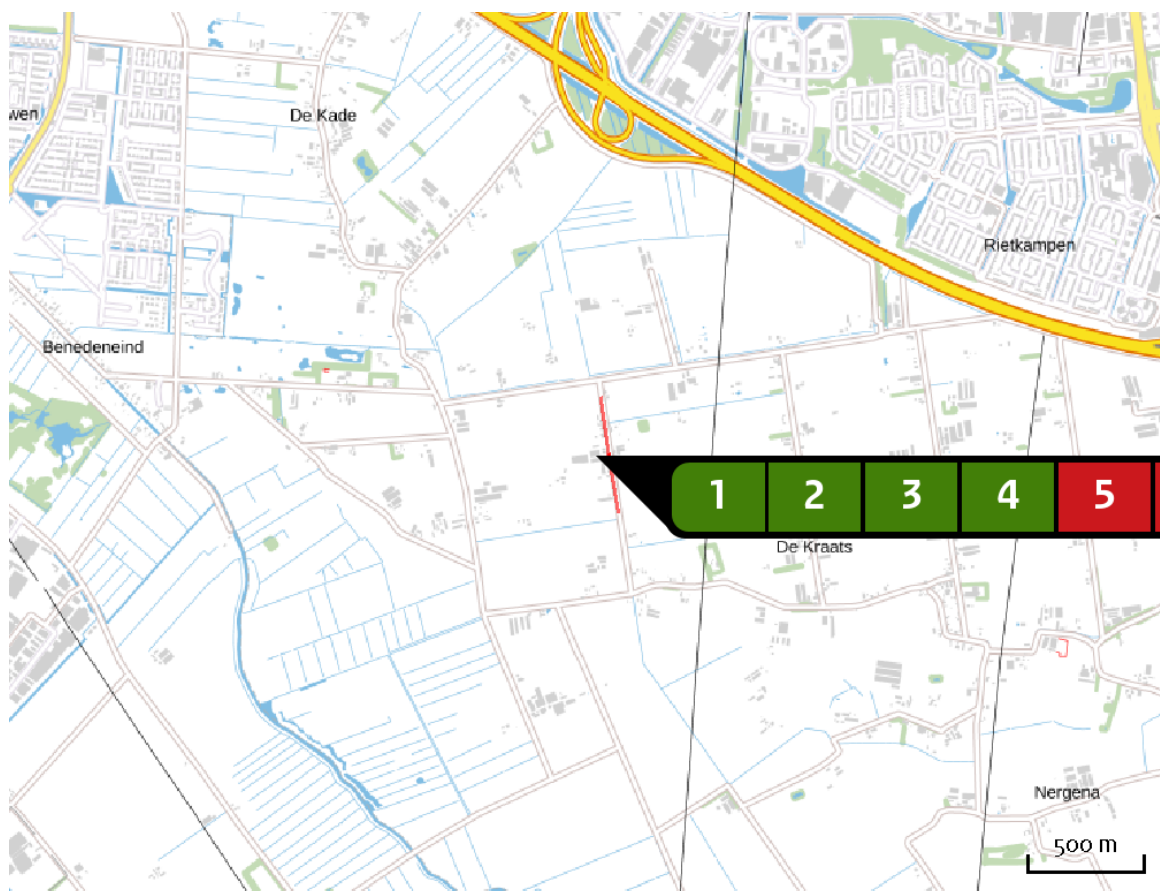 De Kade
wen
Rietkampen
Benedeneind
1 2 3 4 5
De Kraats
Nergena
500 m